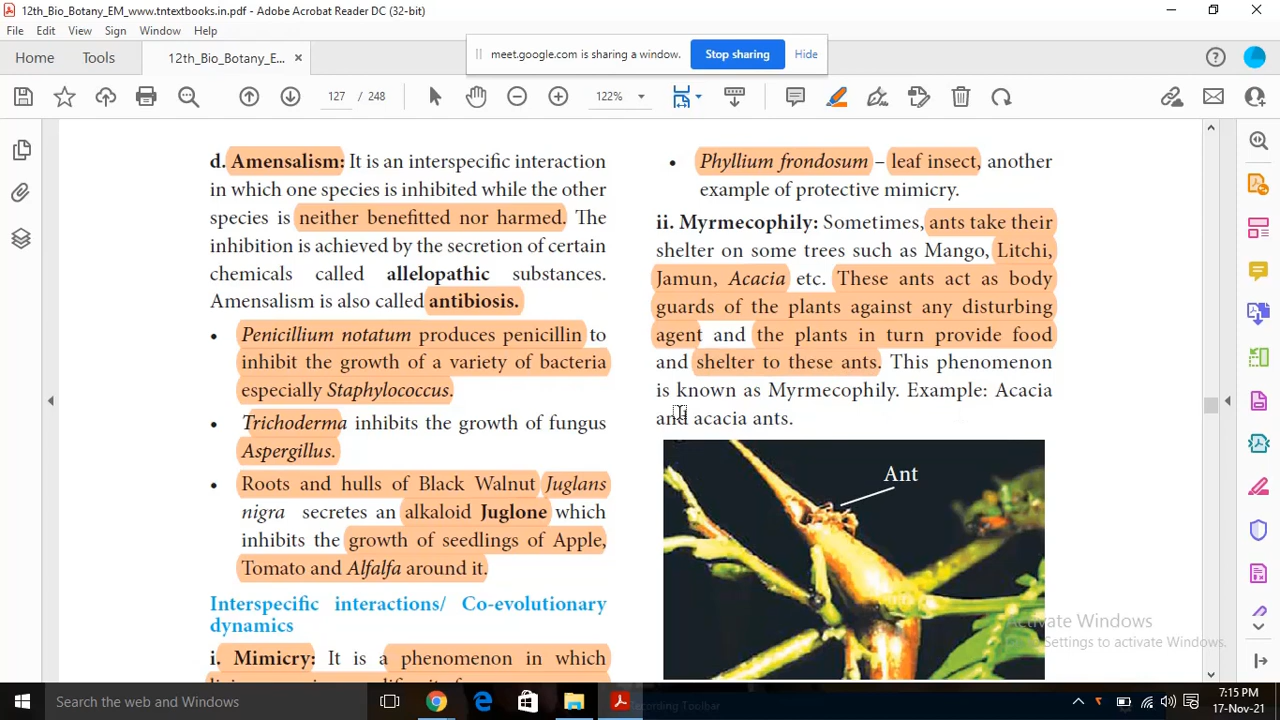 12th_Bio_Botany_EM_www.tntextbooks.in.pdf - Adobe Acrobat Reader DC (32-bit)
File Edit View Sign Window Help
Home Tools 12th_Bio_Botany_E... ×
meet.google.com is sharing a window. Stop sharing Hide
127 / 248 122%
d. Amensalism: It is an interspecific interaction
in which one species is inhibited while the other
species is neither benefitted nor harmed. The
inhibition is achieved by the secretion of certain
chemicals called allelopathic substances.
Amensalism is also called antibiosis.
• Penicillium notatum produces penicillin to
inhibit the growth of a variety of bacteria
especially Staphylococcus.
• Trichoderma inhibits the growth of fungus
Aspergillus.
• Roots and hulls of Black Walnut Juglans
nigra secretes an alkaloid Juglone which
inhibits the growth of seedlings of Apple,
Tomato and Alfalfa around it.
Interspecific interactions/ Co-evolutionary
dynamics
i. Mimicry: It is a phenomenon in which
• Phyllium frondosum – leaf insect, another
example of protective mimicry.
ii. Myrmecophily: Sometimes, ants take their
shelter on some trees such as Mango, Litchi,
Jamun, Acacia etc. These ants act as body
guards of the plants against any disturbing
agent and the plants in turn provide food
and shelter to these ants. This phenomenon
is known as Myrmecophily. Example: Acacia
and acacia ants.
Ant
Activate Windows
Settings to activate Windows.
Search the web and Windows
Recording Toolbar
7:15 PM
17-Nov-21